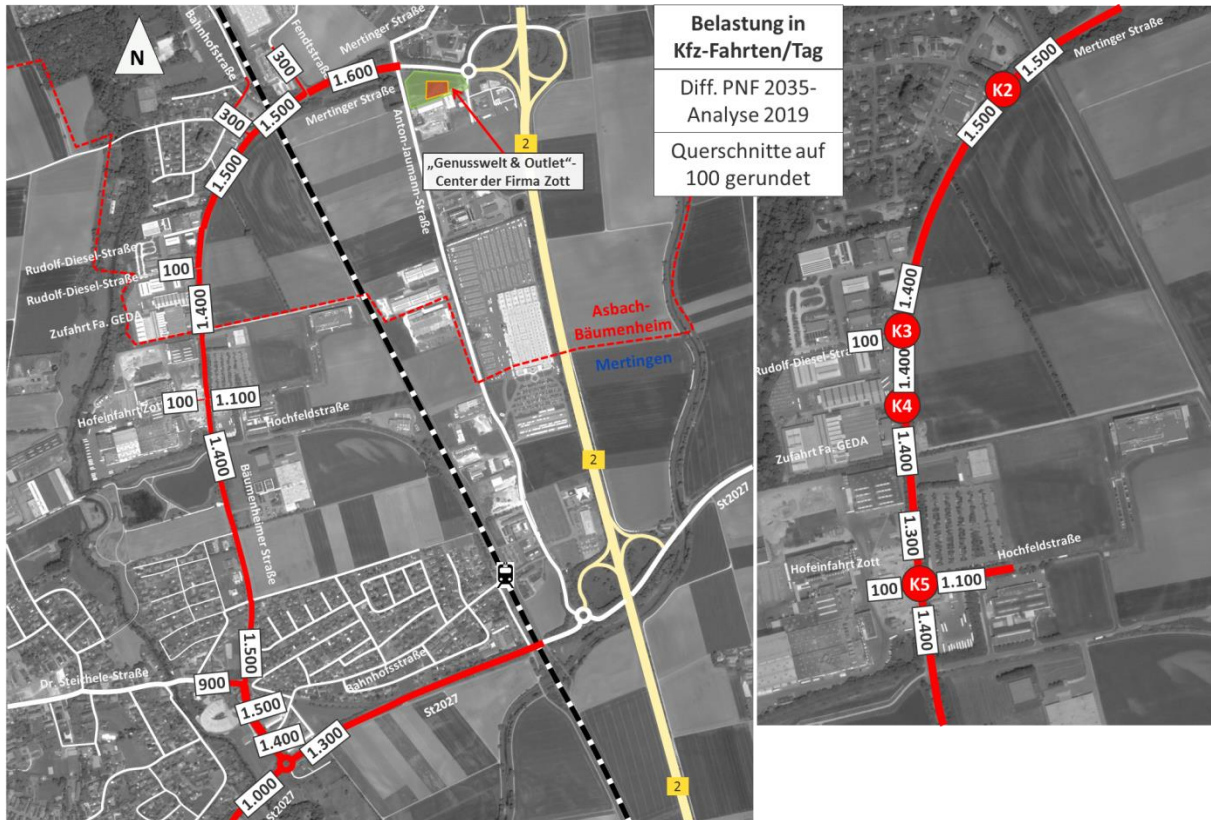 N
Bahnhofstraße
Fendtstraße
Mertinger Straße
300
1.600
300
1.500
Mertinger Straße
1.500
Anton-Jaumann-Straße
2
„Genusswelt & Outlet“-
Center der Firma Zott
Rudolf-Diesel-Straße
100
Rudolf-Diesel-Straße
1.400
Zufahrt Fa. GEDA
Asbach-
Bäumenheim
Mertingen
Hofeinfahrt Zott
100
1.100
Hochfeldstraße
1.400
2
St2027
Bäumenheimer Straße
1.500
Dr. Steichele-Straße
900
Bahnhofsstraße
1.500
1.400
1.300
St2027
1.000
St2027
2
Belastung in
Kfz-Fahrten/Tag
Diff. PNF 2035-
Analyse 2019
Querschnitte auf
100 gerundet
Mertinger Straße
1.500
K2
1.500
1.400
K3
100
Rudolf-Diesel-Straße
1.400
K4
Zufahrt Fa. GEDA
1.400
1.300
Hochfeldstraße
Hofeinfahrt Zott
100
K5
1.100
1.400